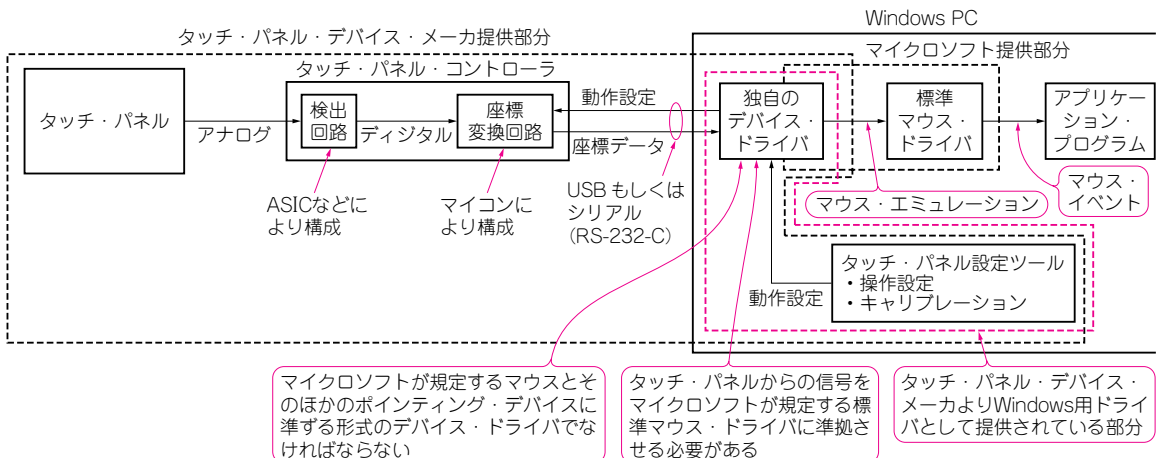 Windows PC
タッチ・パネル・デバイス・メーカ提供部分
マイクロソフト提供部分
タッチ・パネル・コントローラ
タッチ・パネル
アナログ
検出
回路
ディジタル
座標
変換回路
動作設定
座標データ
独自の
デバイス・
ドライバ
標準
マウス・
ドライバ
アプリケー
ション・
プログラム
ASICなどに
より構成
マイコンに
より構成
USB もしくは
シリアル
(RS-232-C)
マウス・エミュレーション
マウス・
イベント
動作設定
タッチ・パネル設定ツール
・操作設定
・キャリブレーション
マイクロソフトが規定するマウスとそ
のほかのポインティング・デバイスに
準ずる形式のデバイス・ドライバでな
ければならない
タッチ・パネルからの信号を
マイクロソフトが規定する標
準マウス・ドライバに準拠さ
せる必要がある
タッチ・パネル・デバイス・
メーカよりWindows用ドライ
バとして提供されている部分